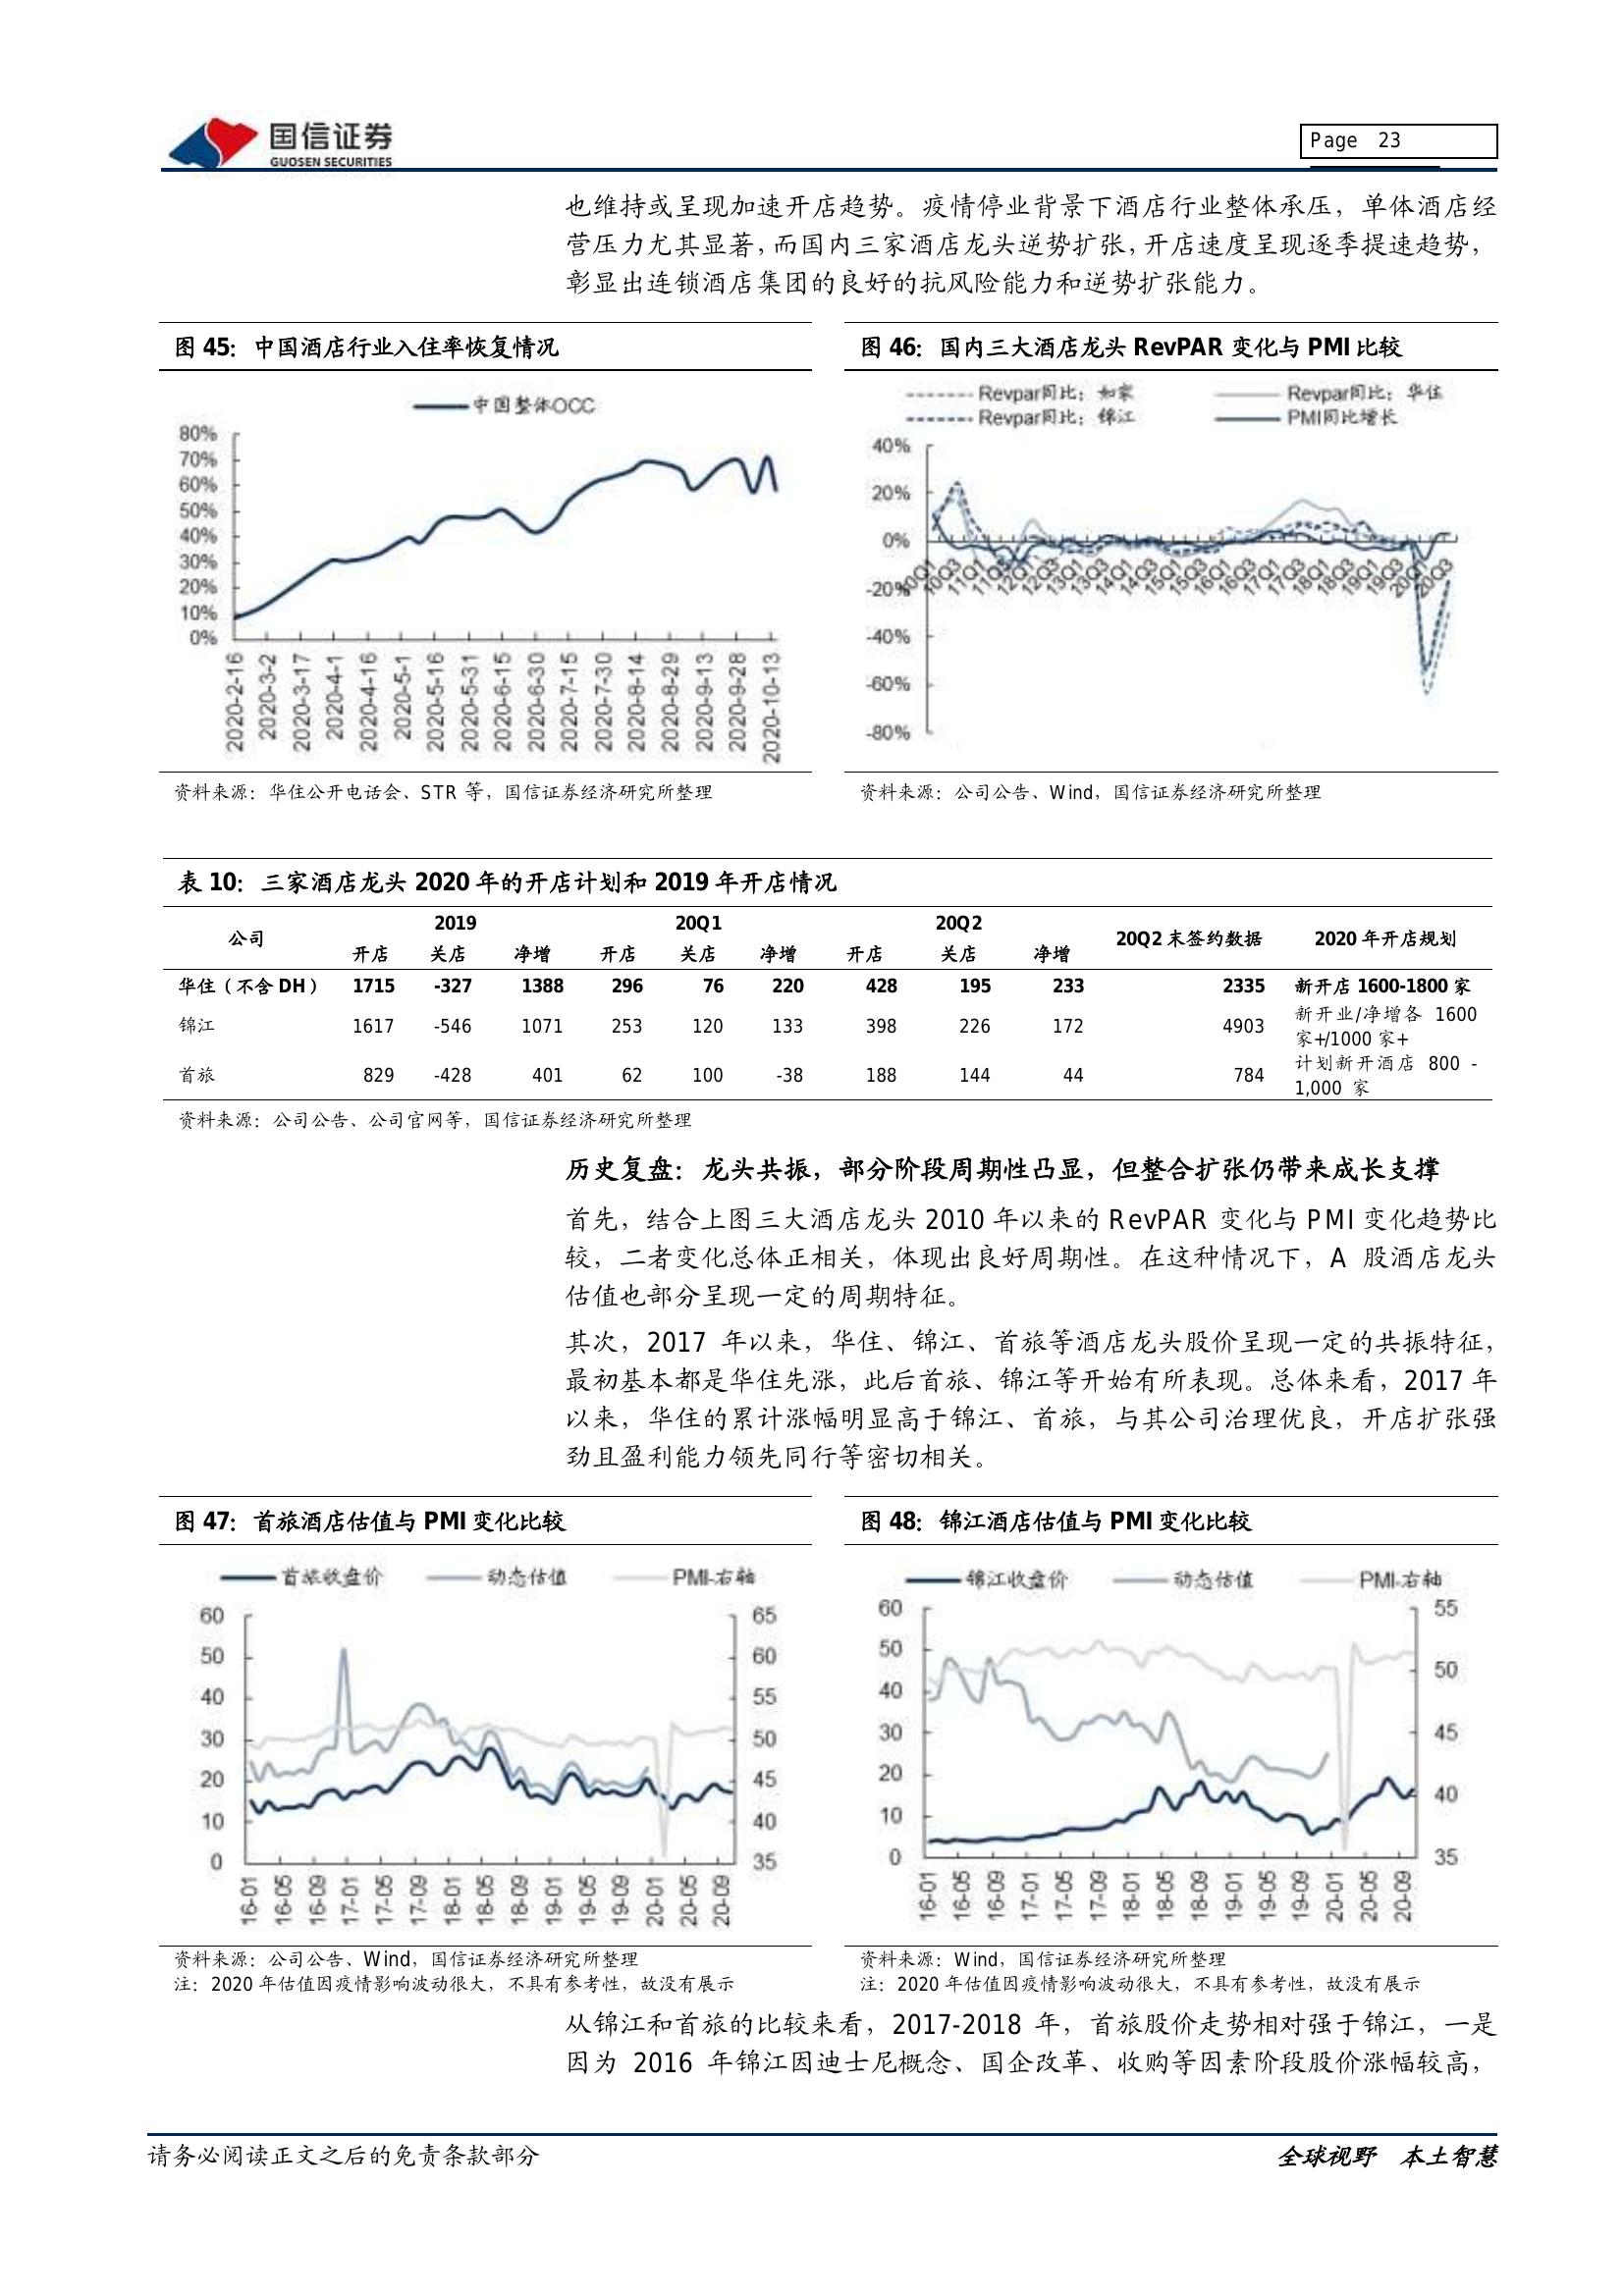 国信证券
GUOSEN SECURITIES
Page 23
也维持或呈现加速开店趋势。疫情停业背景下酒店行业整体承压，单体酒店经
营压力尤其显著，而国内三家酒店龙头逆势扩张，开店速度呈现逐季提速趋势，
彰显出连锁酒店集团的良好的抗风险能力和逆势扩张能力。
图 45：中国酒店行业入住率恢复情况
中国整体OCC
80%
70%
60%
50%
40%
30%
20%
10%
0%
2020-2-16
2020-3-2
2020-3-17
2020-4-1
2020-4-16
2020-5-1
2020-5-16
2020-5-31
2020-6-15
2020-6-30
2020-7-15
2020-7-30
2020-8-14
2020-8-29
2020-9-13
2020-9-28
2020-10-13
资料来源：华住公开电话会、STR 等，国信证券经济研究所整理
图 46：国内三大酒店龙头 RevPAR 变化与 PMI 比较
Revpar同比：如家
Revpar同比：华住
Revpar同比：锦江
PMI同比增长
40%
20%
0%
-20%
-40%
-60%
-80%
10Q1
10Q3
11Q1
11Q3
12Q1
12Q3
13Q1
13Q3
14Q1
14Q3
15Q1
15Q3
16Q1
16Q3
17Q1
17Q3
18Q1
18Q3
19Q1
19Q3
20Q1
20Q3
资料来源：公司公告、Wind，国信证券经济研究所整理
表 10：三家酒店龙头 2020 年的开店计划和 2019 年开店情况
公司 2019 20Q1 20Q2 20Q2 末签约数据 2020 年开店规划
开店 关店 净增 开店 关店 净增 开店 关店 净增
华住（不含 DH） 1715 -327 1388 296 76 220 428 195 233 2335 新开店 1600-1800 家
锦江 1617 -546 1071 253 120 133 398 226 172 4903 新开业/净增各 1600
家+/1000 家+
首旅 829 -428 401 62 100 -38 188 144 44 784 计划新开酒店 800 -
1,000 家
资料来源：公司公告、公司官网等，国信证券经济研究所整理
历史复盘：龙头共振，部分阶段周期性凸显，但整合扩张仍带来成长支撑
首先，结合上图三大酒店龙头 2010 年以来的 RevPAR 变化与 PMI 变化趋势比
较，二者变化总体正相关，体现出良好周期性。在这种情况下，A 股酒店龙头
估值也部分呈现一定的周期特征。
其次，2017 年以来，华住、锦江、首旅等酒店龙头股价呈现一定的共振特征，
最初基本都是华住先涨，此后首旅、锦江等开始有所表现。总体来看，2017 年
以来，华住的累计涨幅明显高于锦江、首旅，与其公司治理优良，开店扩张强
劲且盈利能力领先同行等密切相关。
图 47：首旅酒店估值与 PMI 变化比较
首旅收盘价
动态估值
PMI-右轴
60
50
40
30
20
10
0
65
60
55
50
45
40
35
16-01
16-05
16-09
17-01
17-05
17-09
18-01
18-05
18-09
19-01
19-05
19-09
20-01
20-05
20-09
资料来源：公司公告、Wind，国信证券经济研究所整理
注：2020 年估值因疫情影响波动很大，不具有参考性，故没有展示
图 48：锦江酒店估值与 PMI 变化比较
锦江收盘价
动态估值
PMI-右轴
60
50
40
30
20
10
0
55
50
45
40
35
16-01
16-05
16-09
17-01
17-05
17-09
18-01
18-05
18-09
19-01
19-05
19-09
20-01
20-05
20-09
资料来源：Wind，国信证券经济研究所整理
注：2020 年估值因疫情影响波动很大，不具有参考性，故没有展示
从锦江和首旅的比较来看，2017-2018 年，首旅股价走势相对强于锦江，一是
因为 2016 年锦江因迪士尼概念、国企改革、收购等因素阶段股价涨幅较高，
请务必阅读正文之后的免责条款部分
全球视野 本土智慧